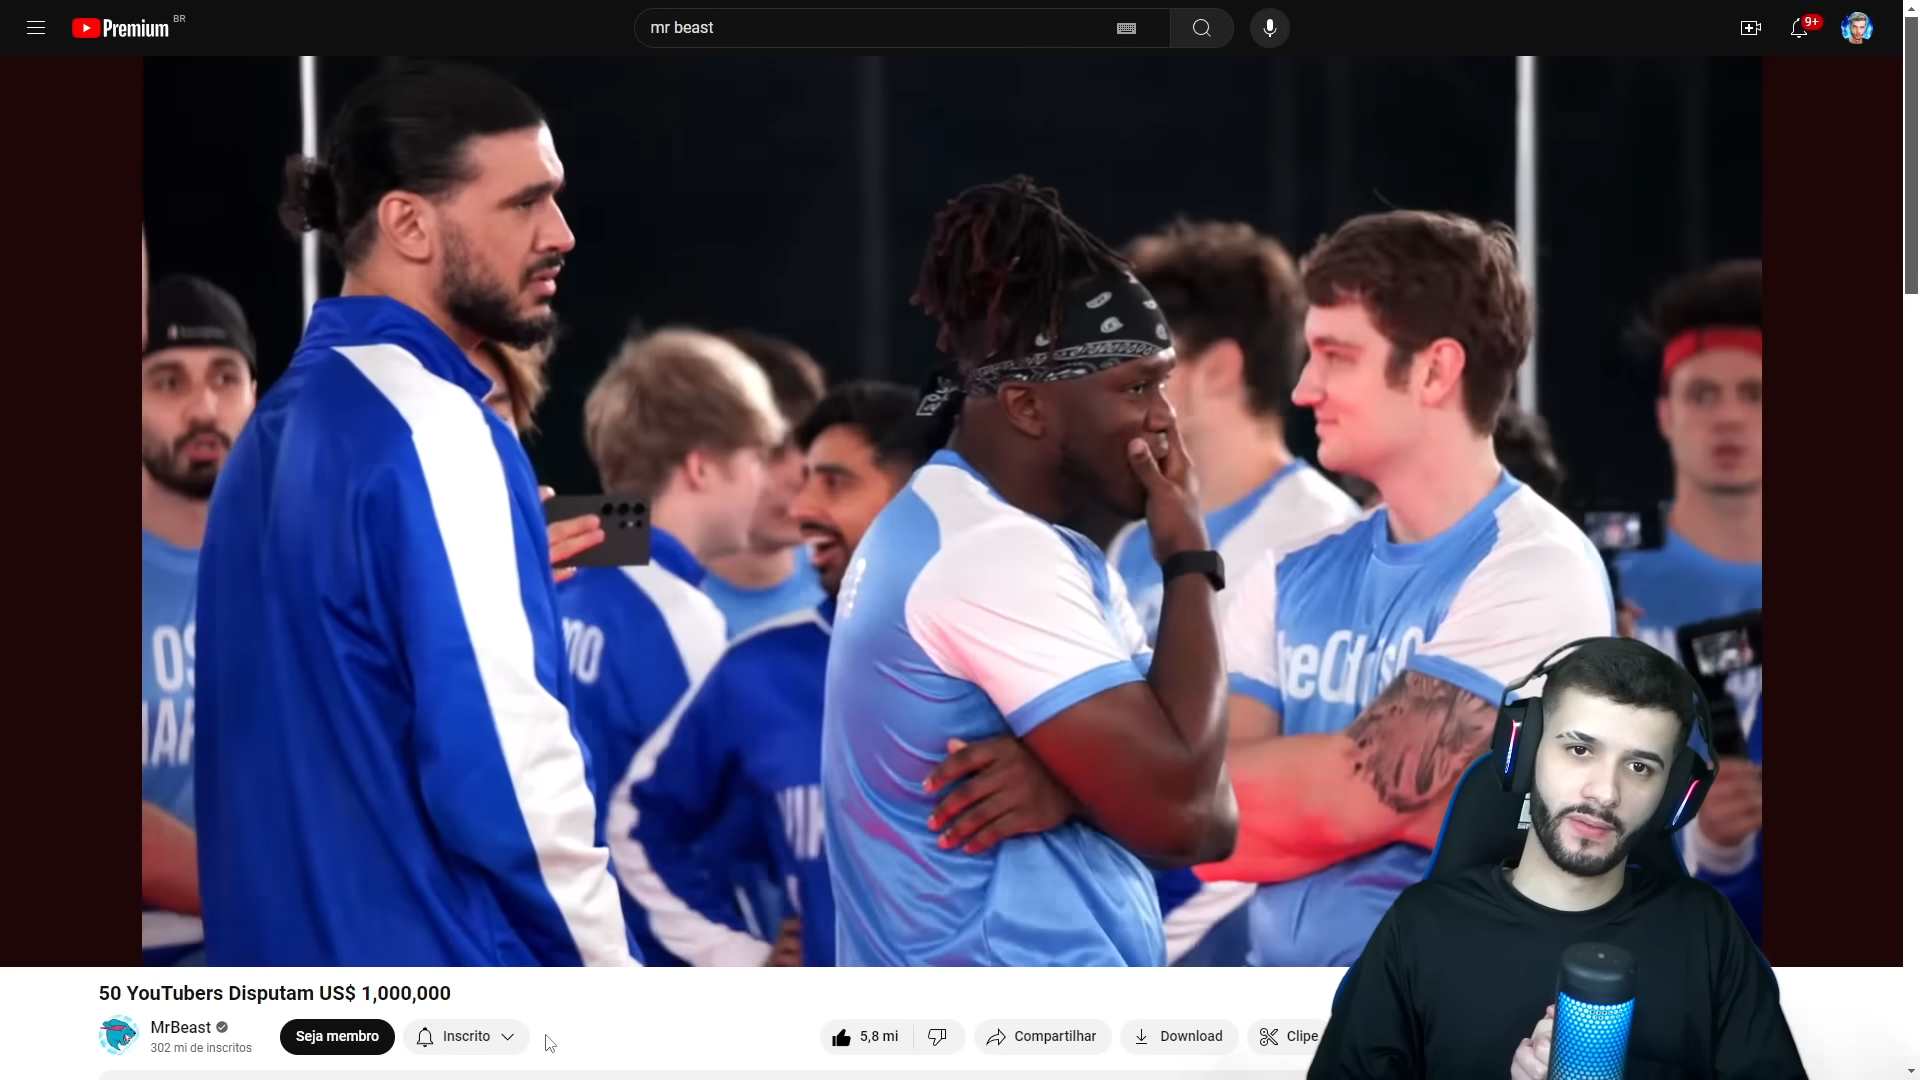 Premium BR
mr beast
9+
50 YouTubers Disputam US$ 1,000,000
MrBeast
302 mi de inscritos
Seja membro
Inscrito
5,8 mi
Compartilhar
Download
Clipe